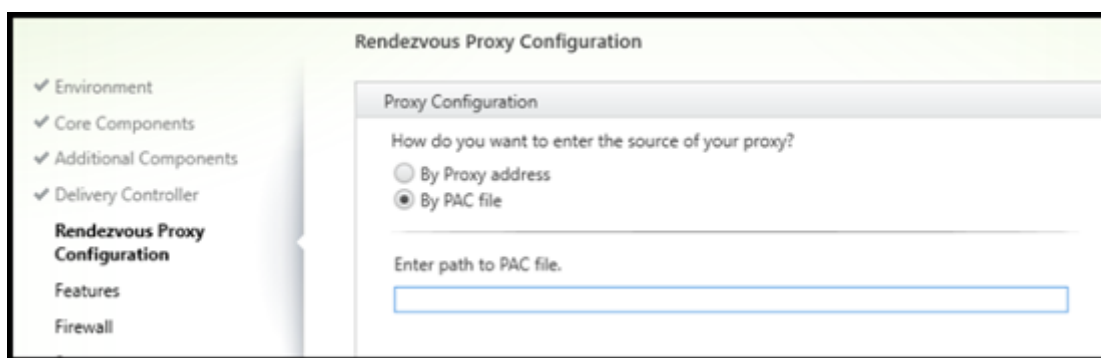 Rendezvous Proxy Configuration
Environment
Core Components
Additional Components
Delivery Controller
Rendezvous Proxy
Configuration
Features
Firewall
Proxy Configuration
How do you want to enter the source of your proxy?
By Proxy address
By PAC file
Enter path to PAC file.